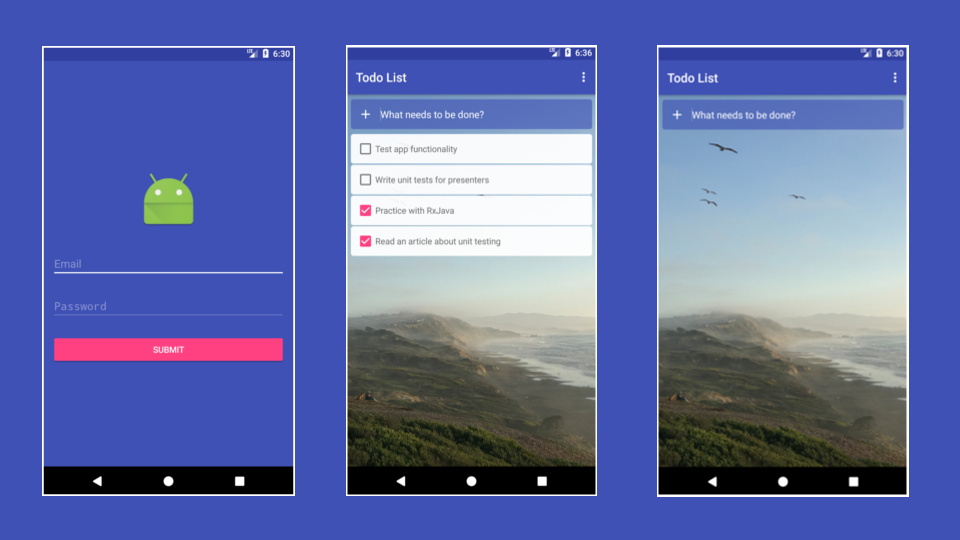 6:30
Email
Password
SUBMIT
6:36
Todo List
What needs to be done?
Test app functionality
Write unit tests for presenters
Practice with RxJava
Read an article about unit testing
6:30
Todo List
What needs to be done?